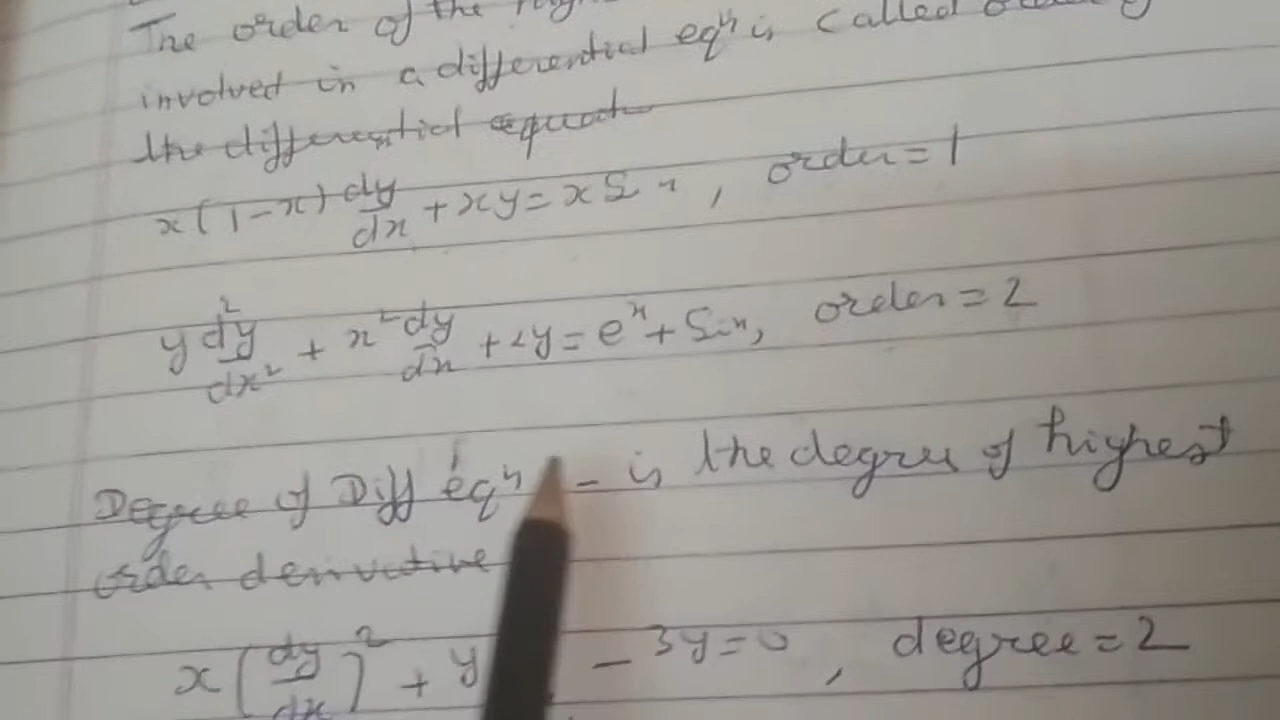 The order of the
involved in a differential eqⁿ is called
the differential equat
x(1-x) dy/dx + xy = x Sin x, order = 1
y d²y/dx² + x² dy/dx + 2y = eˣ + Sinx, order = 2
Degree of Diff eqⁿ - is the degree of highest
order derivative
x(dy/dx)² + y - 3y = 0, degree = 2